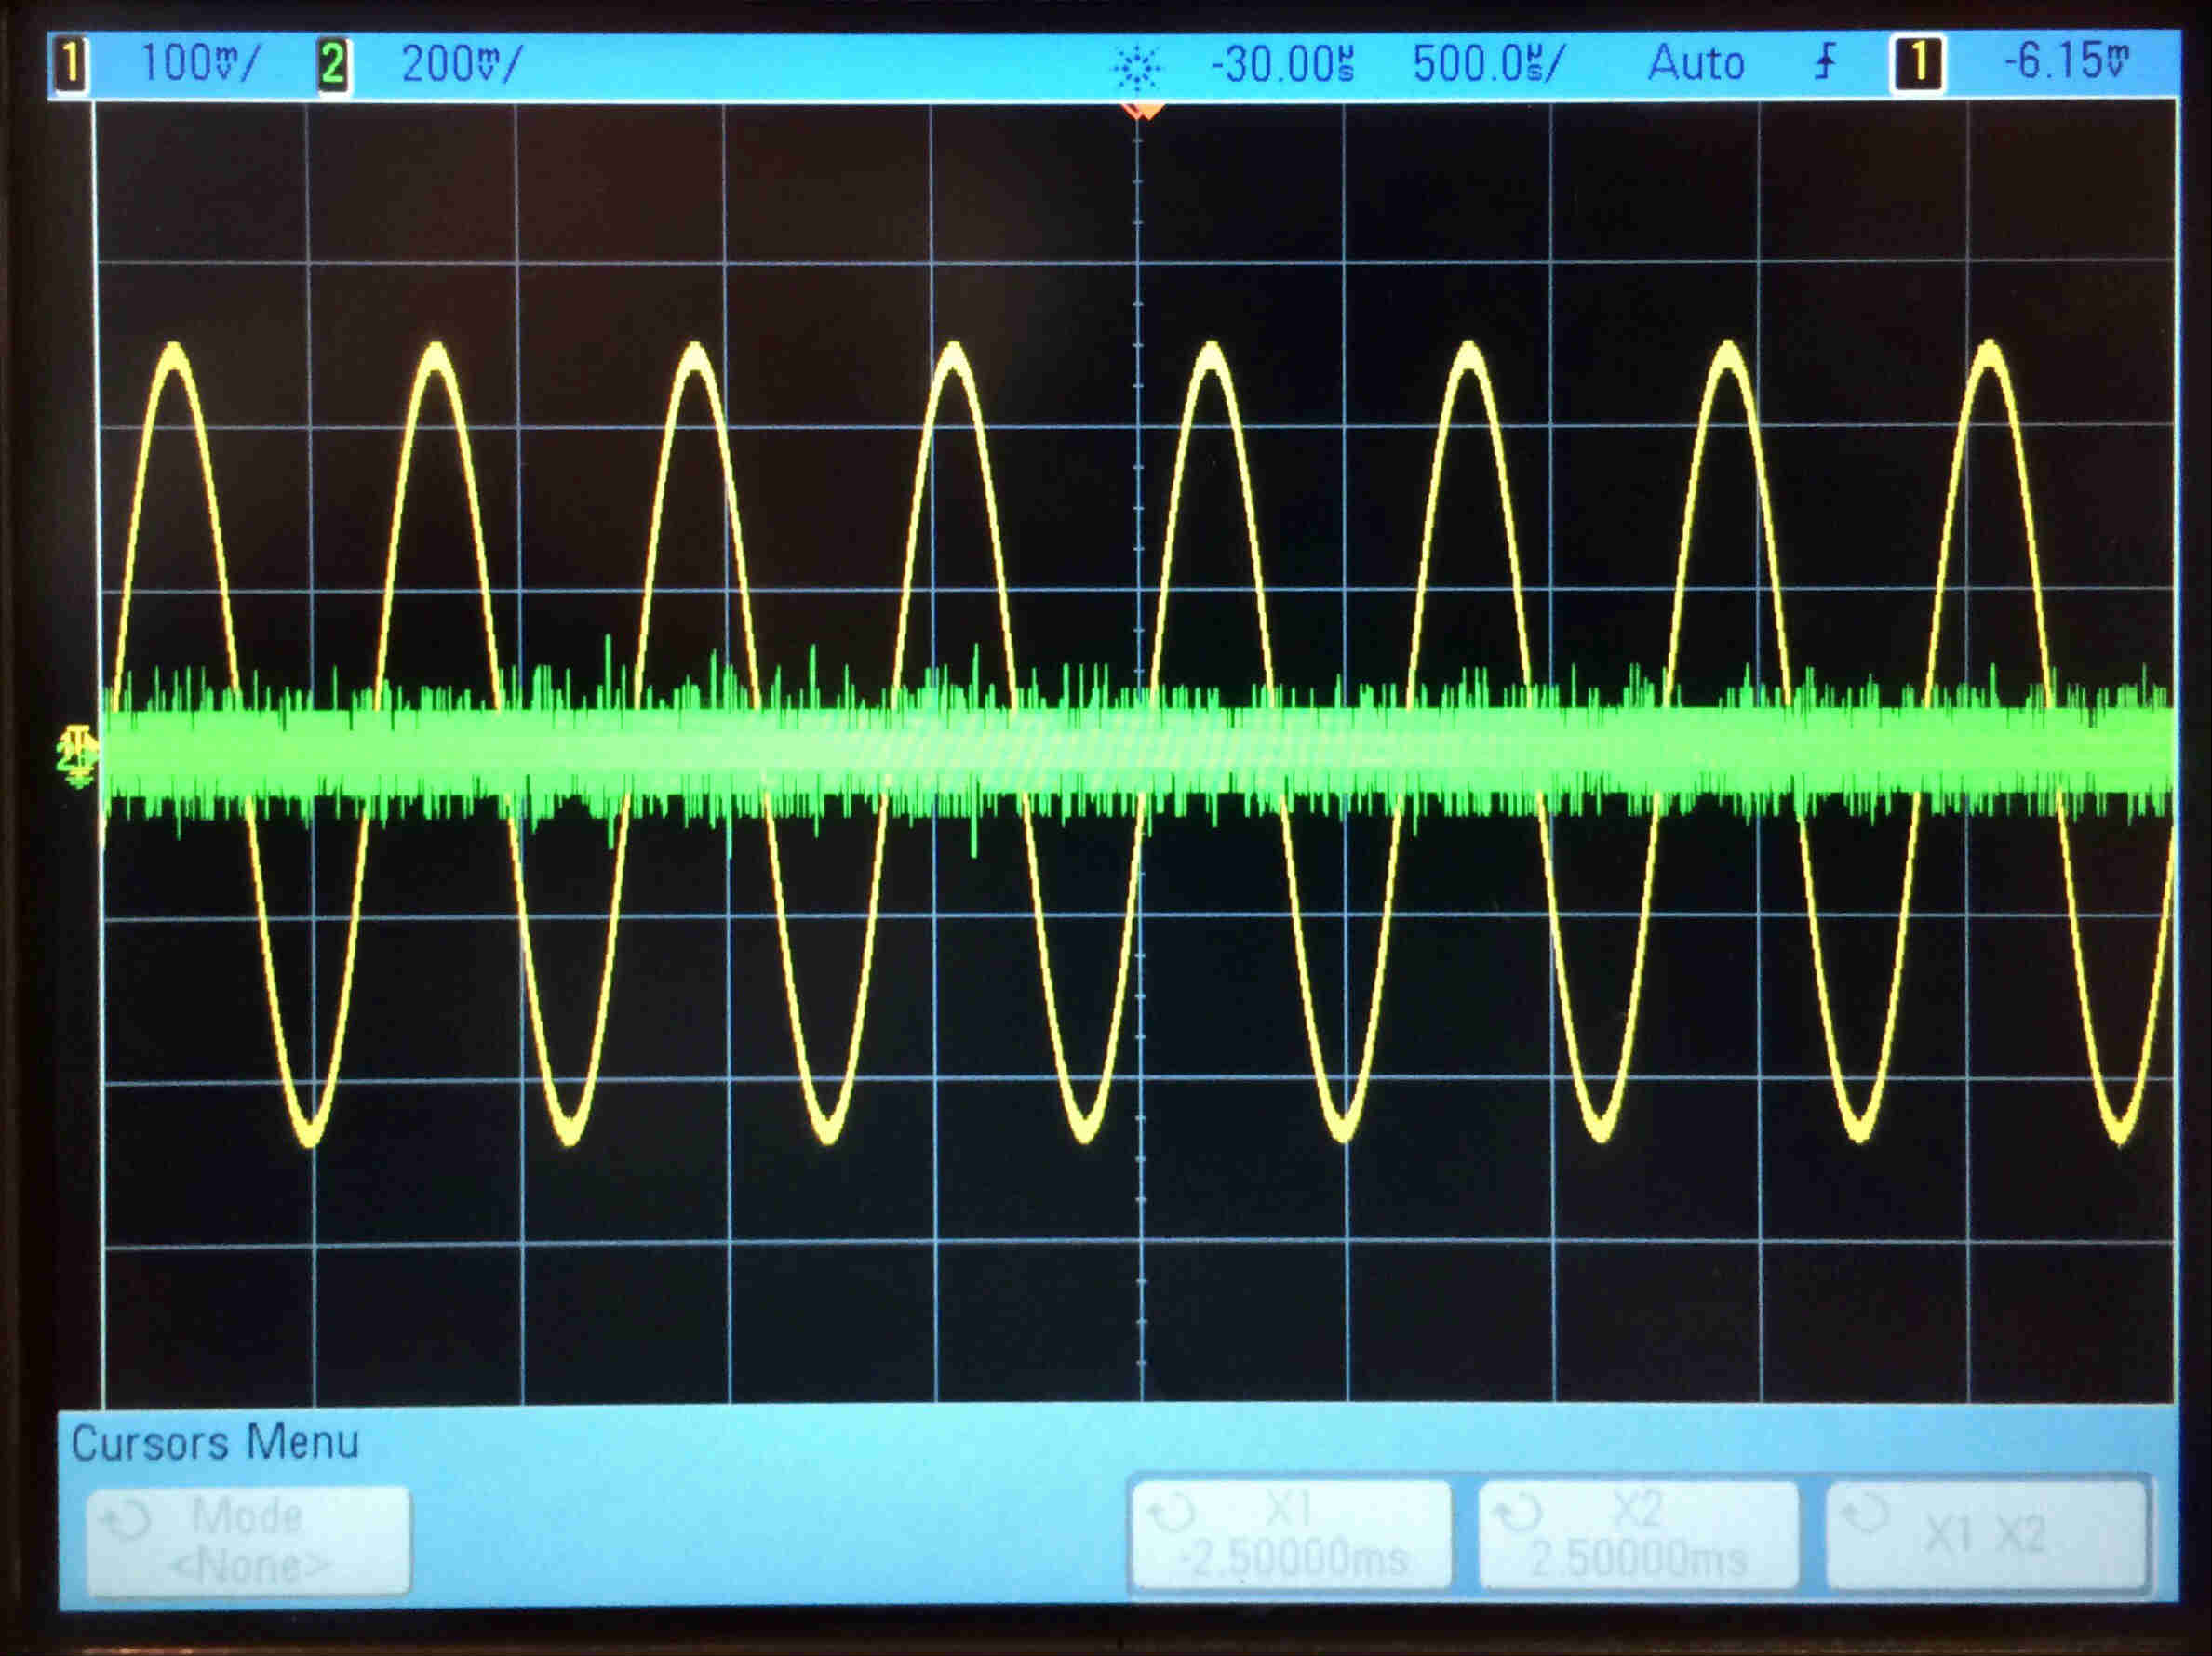 1 100mV/ 2 200mV/ -30.00µs 500.0µs/ Auto 1 -6.15mV
Cursors Menu
Mode
<None>
X1
-2.50000ms
X2
2.50000ms
X1 X2